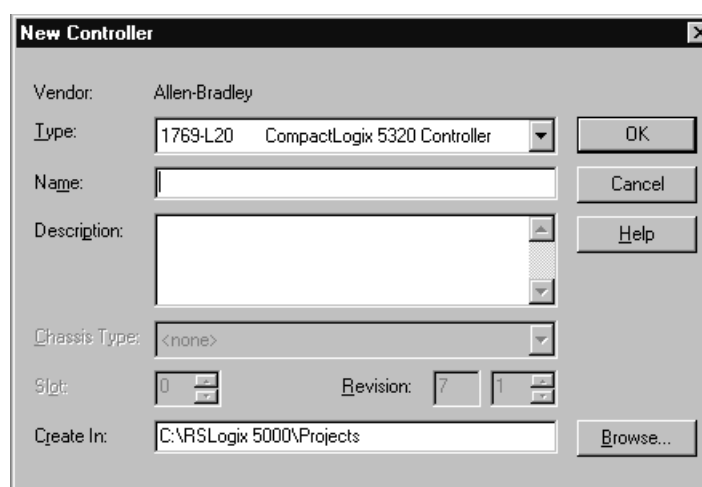 New Controller
Vendor: Allen-Bradley
Type: 1769-L20 CompactLogix 5320 Controller OK
Name: Cancel
Description: Help
Chassis Type: <none>
Slot: 0 Revision: 7 1
Create In: C:\RSLogix 5000\Projects Browse...